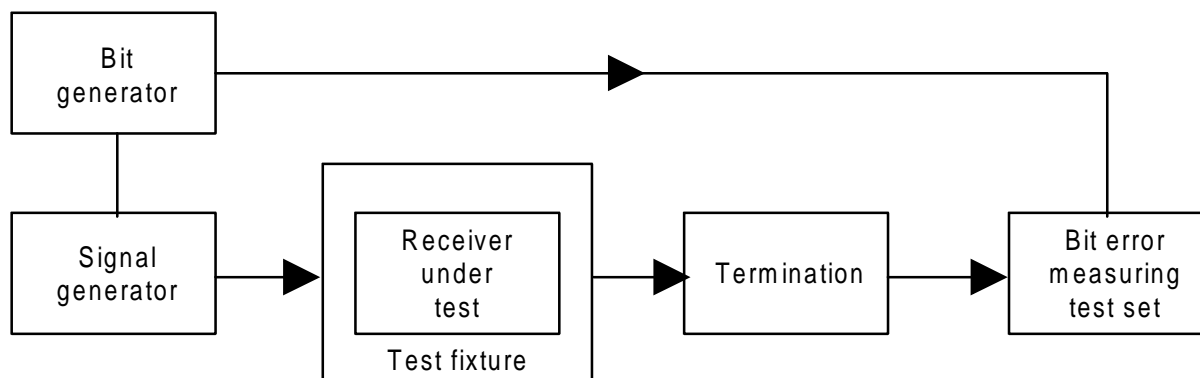 Bit
generator
Signal
generator
Receiver
under
test
Test fixture
Termination
Bit error
measuring
test set